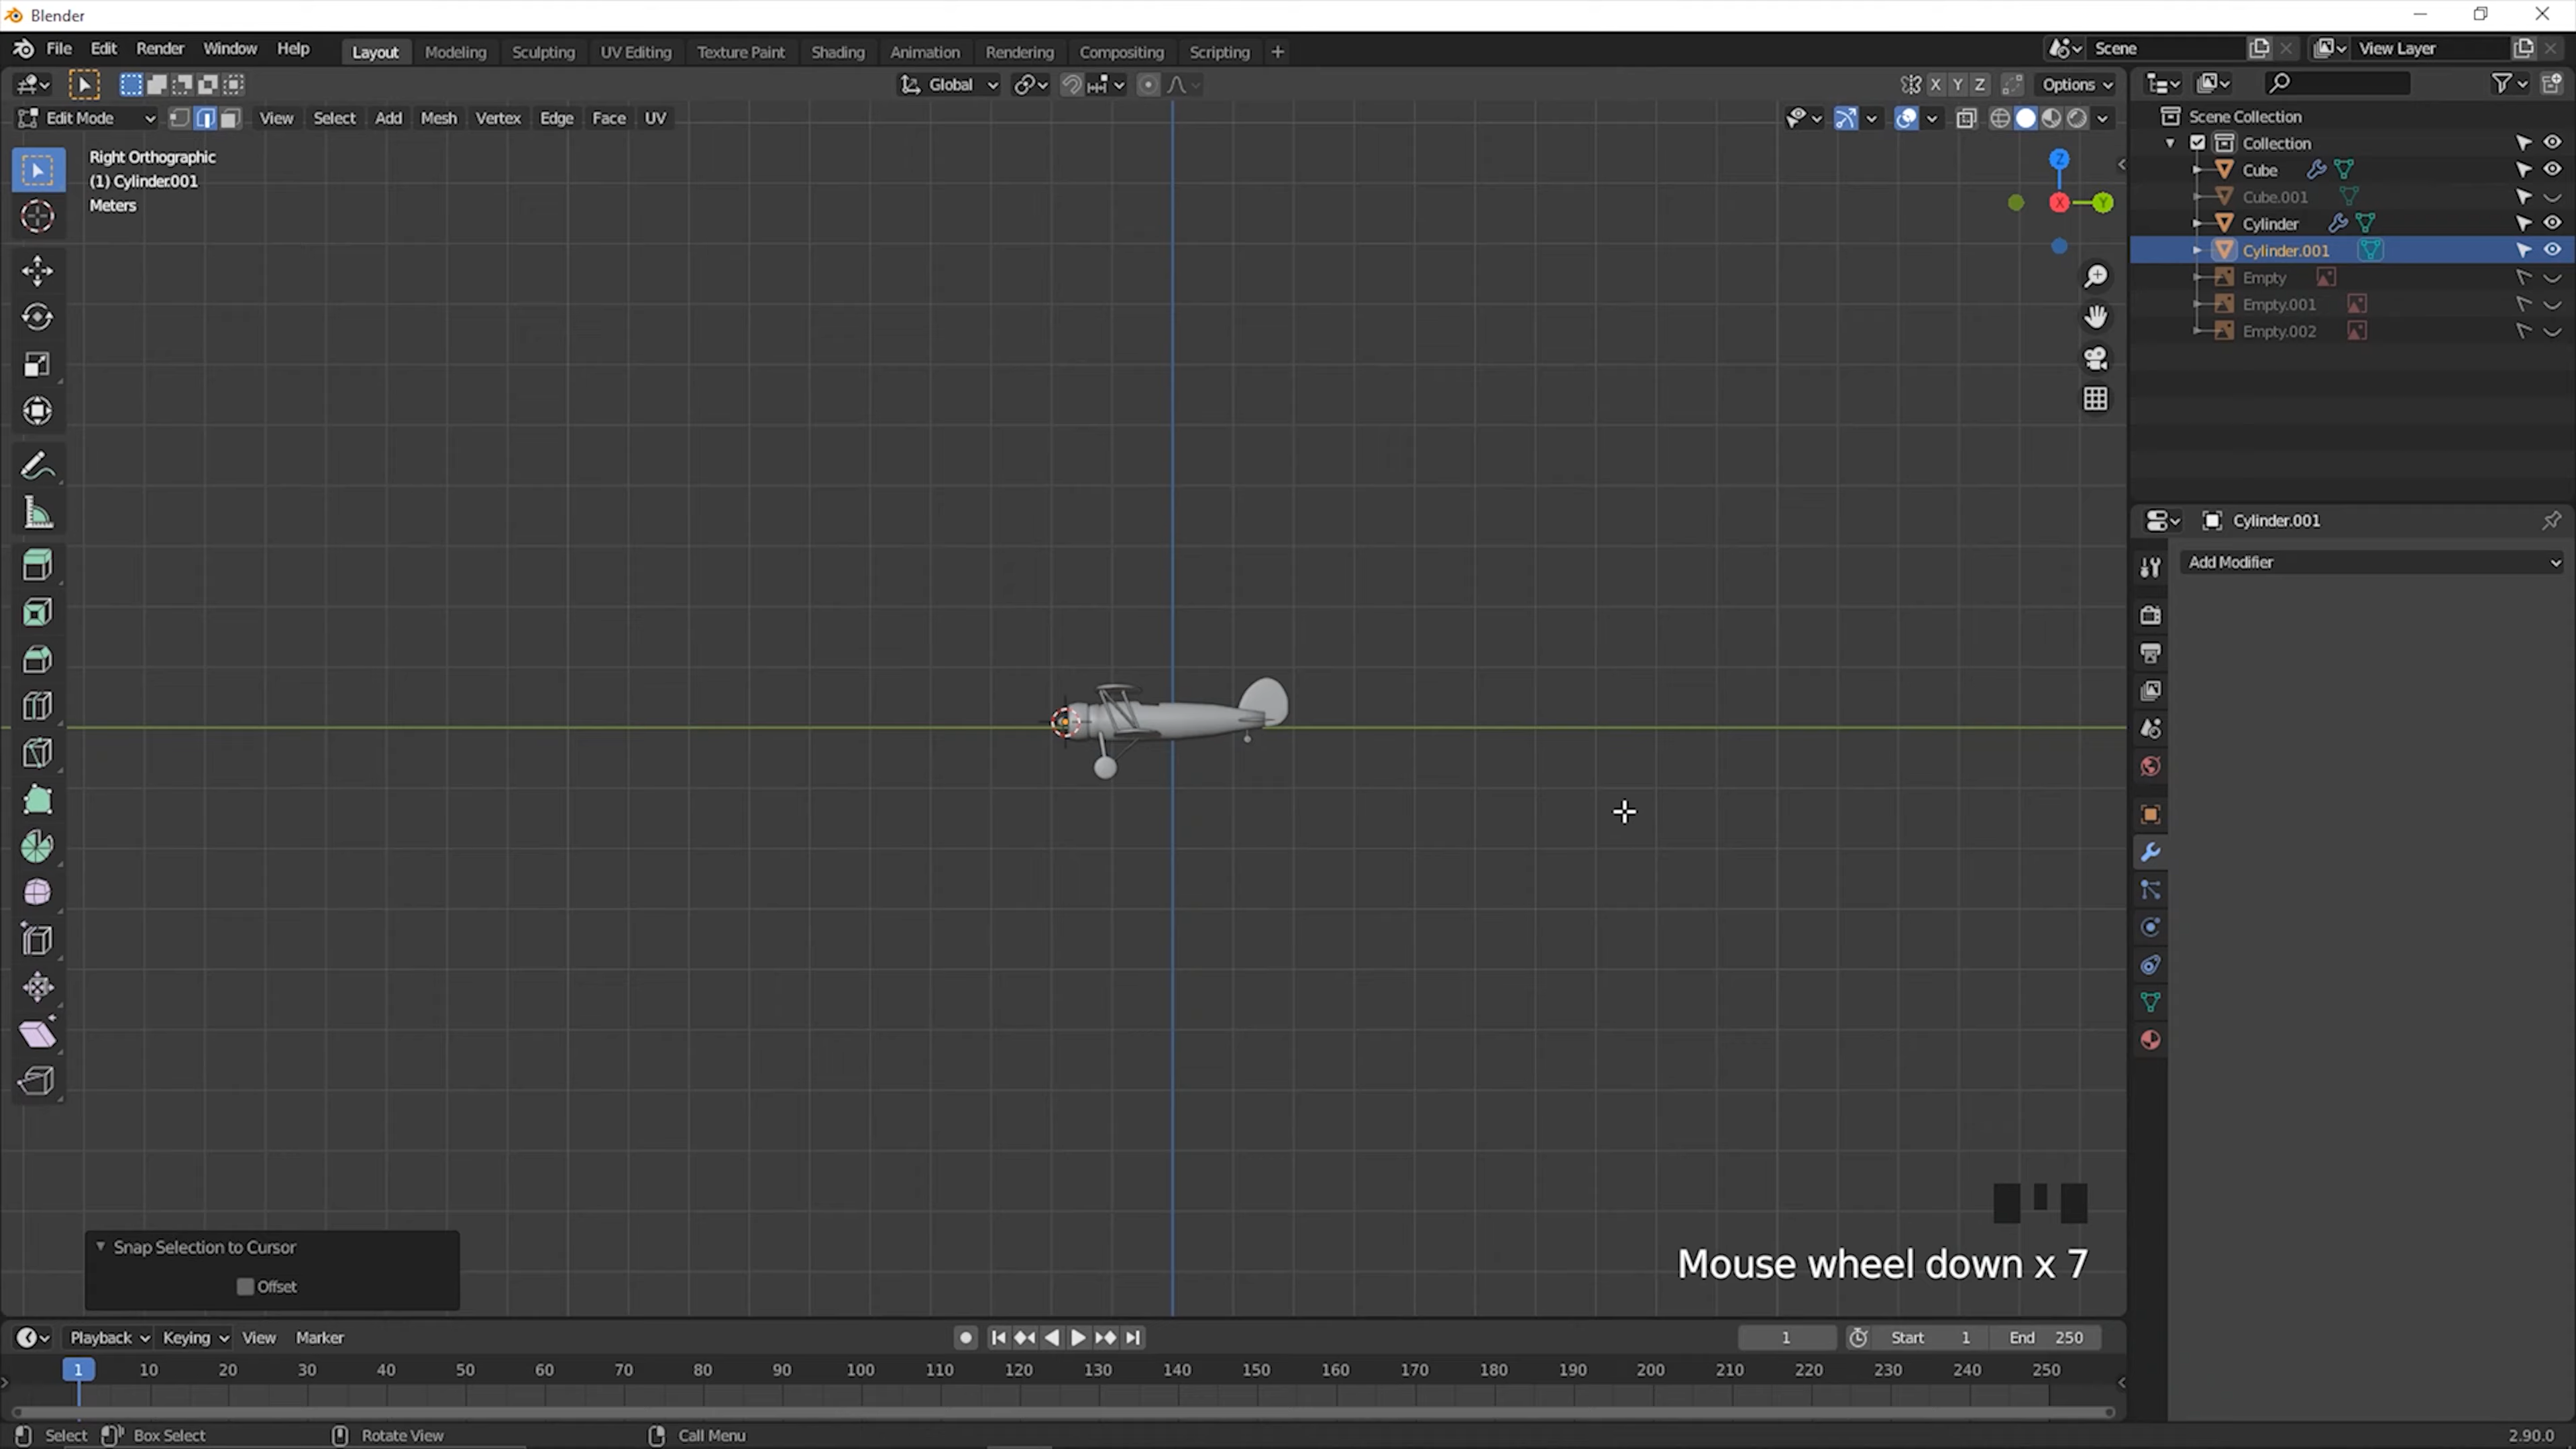 Blender
File Edit Render Window Help Layout Modeling Sculpting UV Editing Texture Paint Shading Animation Rendering Compositing Scripting + Scene View Layer
Global X Y Z Options
Edit Mode View Select Add Mesh Vertex Edge Face UV
Right Orthographic
(1) Cylinder.001
Meters
Z
X Y
Scene Collection
Collection
Cube
Cube.001
Cylinder
Cylinder.001
Empty
Empty.001
Empty.002
Cylinder.001
Add Modifier
Snap Selection to Cursor
Offset
Mouse wheel down x 7
Playback Keying View Marker 1 Start 1 End 250
1 10 20 30 40 50 60 70 80 90 100 110 120 130 140 150 160 170 180 190 200 210 220 230 240 250
Select Box Select Rotate View Call Menu 2.90.0